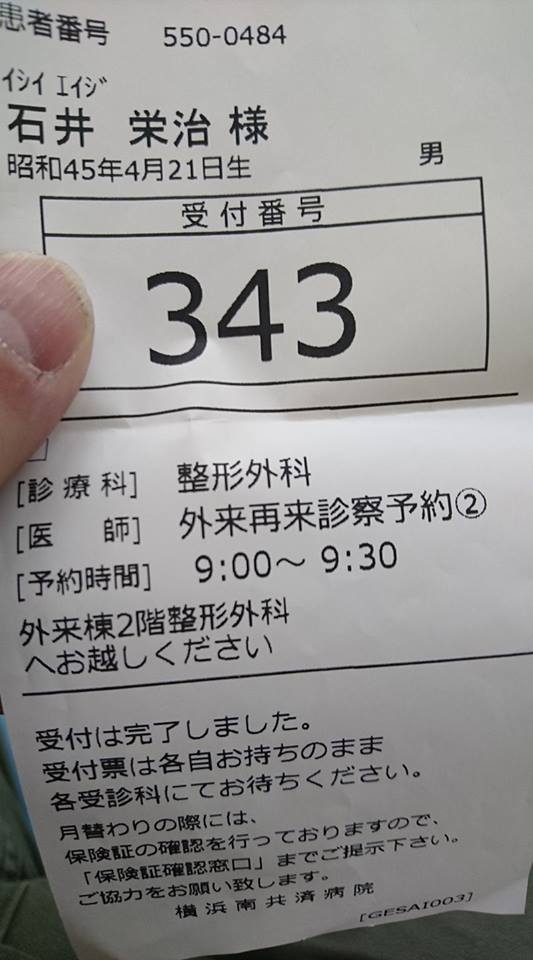 患者番号 550-0484
ｲｼｲ ｴｲｼﾞ
石井 栄治 様
昭和45年4月21日生 男
受付番号
343
[診療科] 整形外科
[医 師] 外来再来診察予約②
[予約時間] 9:00～ 9:30
外来棟2階整形外科
へお越しください
受付は完了しました。
受付票は各自お持ちのまま
各受診科にてお待ちください。
月替わりの際には、
保険証の確認を行っておりますので、
「保険証確認窓口」までご提示下さい。
ご協力をお願い致します。
横浜南共済病院
[GESAI003]